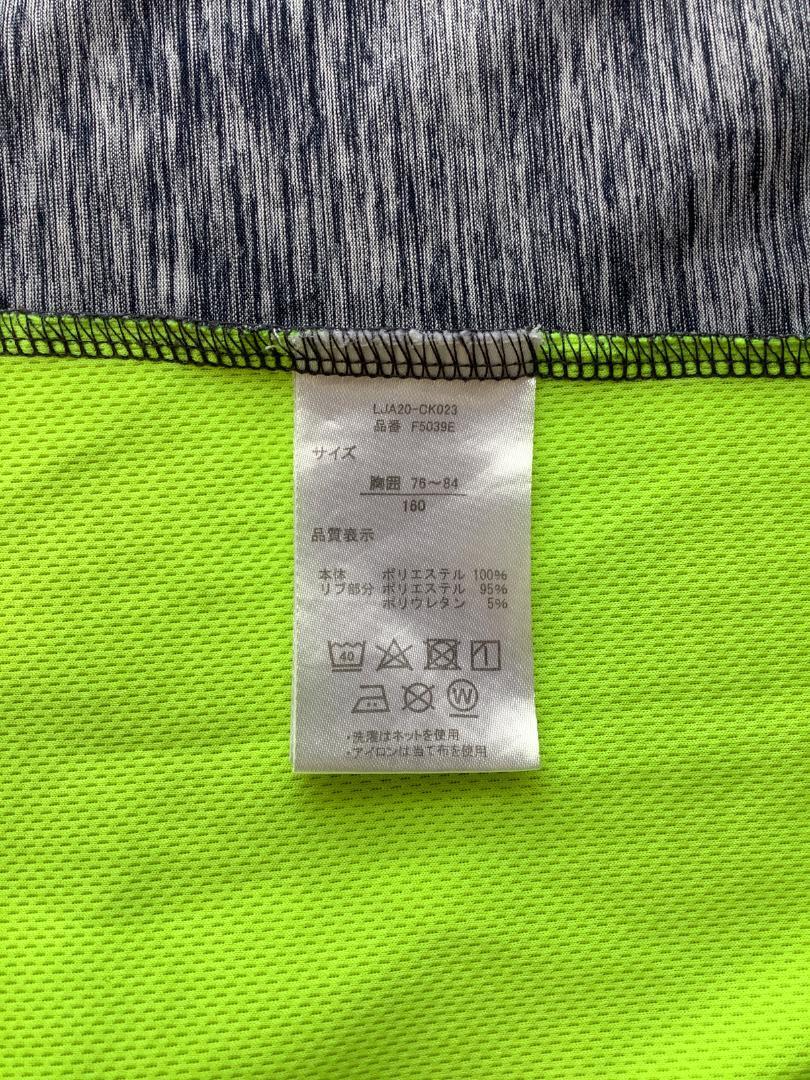 LJA20-CK023
品番 F5039E
サイズ
胸囲 76～84
160
品質表示
本体 ポリエステル 100%
リブ部分 ポリエステル 95%
ポリウレタン 5%
40
W
・洗濯はネットを使用
・アイロンは当て布を使用